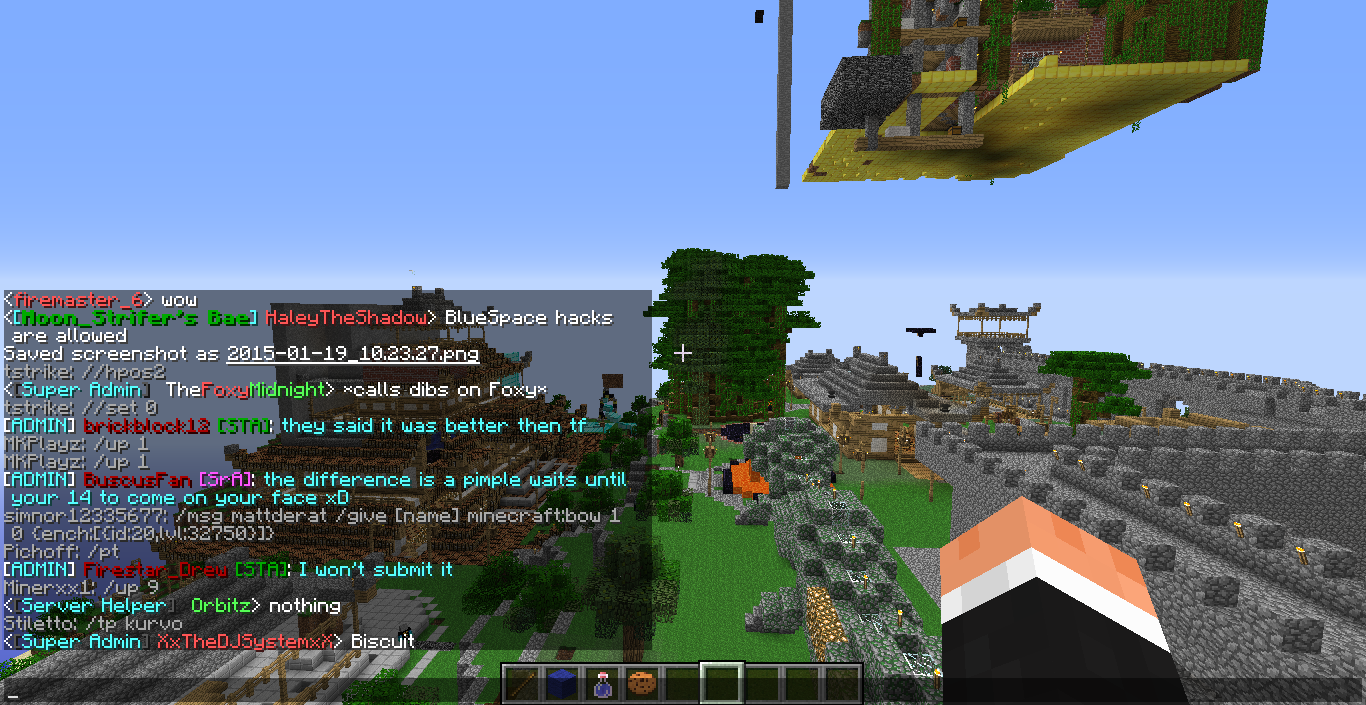 <firemaster_6> wow
<[Moon_Strifer's Bae] HaleyTheShadow> BlueSpace hacks
are allowed
Saved screenshot as 2015-01-19_10.23.27.png
tstrike: //hpos2
<[Super Admin] TheFoxyMidnight> *calls dibs on Foxy*
tstrike: //set 0
[ADMIN] brickblock12 [STA]: they said it was better then tf
MKPlayz: /up 1
MKPlayz: /up 1
[ADMIN] BuscusFan [SrA]: the difference is a pimple waits until
your 14 to come on your face xD
simnor12335677: /msg mattderat /give [name] minecraft:bow 1
0 {ench:[{id:20,lvl:32750}]}
Pichoff: /pt
[ADMIN] Firestar_Drew [STA]: I won't submit it
Minerxx1: /up 9
<[Server Helper] Orbitz> nothing
Stiletto: /tp kurvo
<[Super Admin] XxTheDJSystemxX> Biscuit
_